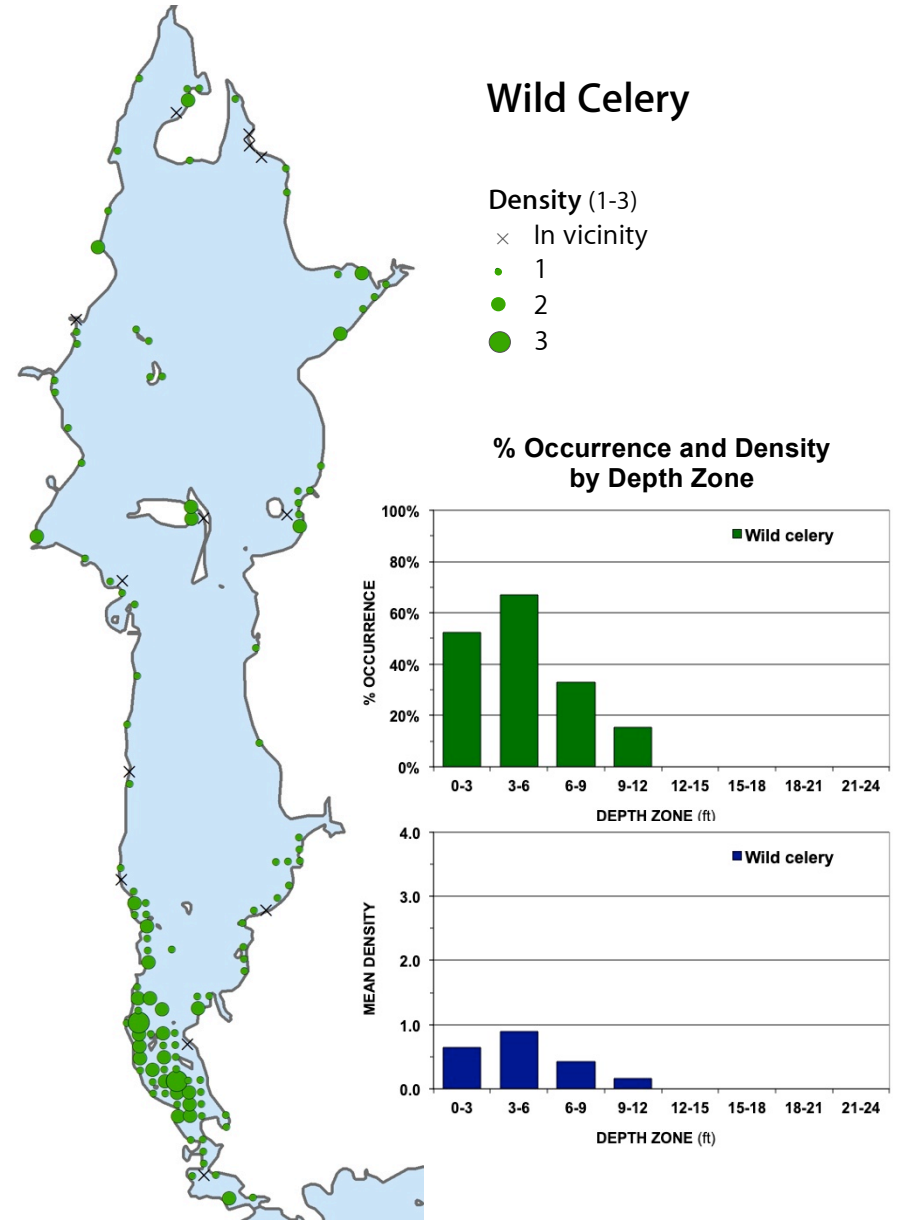 Wild Celery
Density (1-3)
× In vicinity
1
2
3
% Occurrence and Density
by Depth Zone
100%
80%
60%
40%
20%
0%
% OCCURRENCE
Wild celery
0-3 3-6 6-9 9-12 12-15 15-18 18-21 21-24
DEPTH ZONE (ft)
4.0
3.0
2.0
1.0
0.0
MEAN DENSITY
Wild celery
0-3 3-6 6-9 9-12 12-15 15-18 18-21 21-24
DEPTH ZONE (ft)